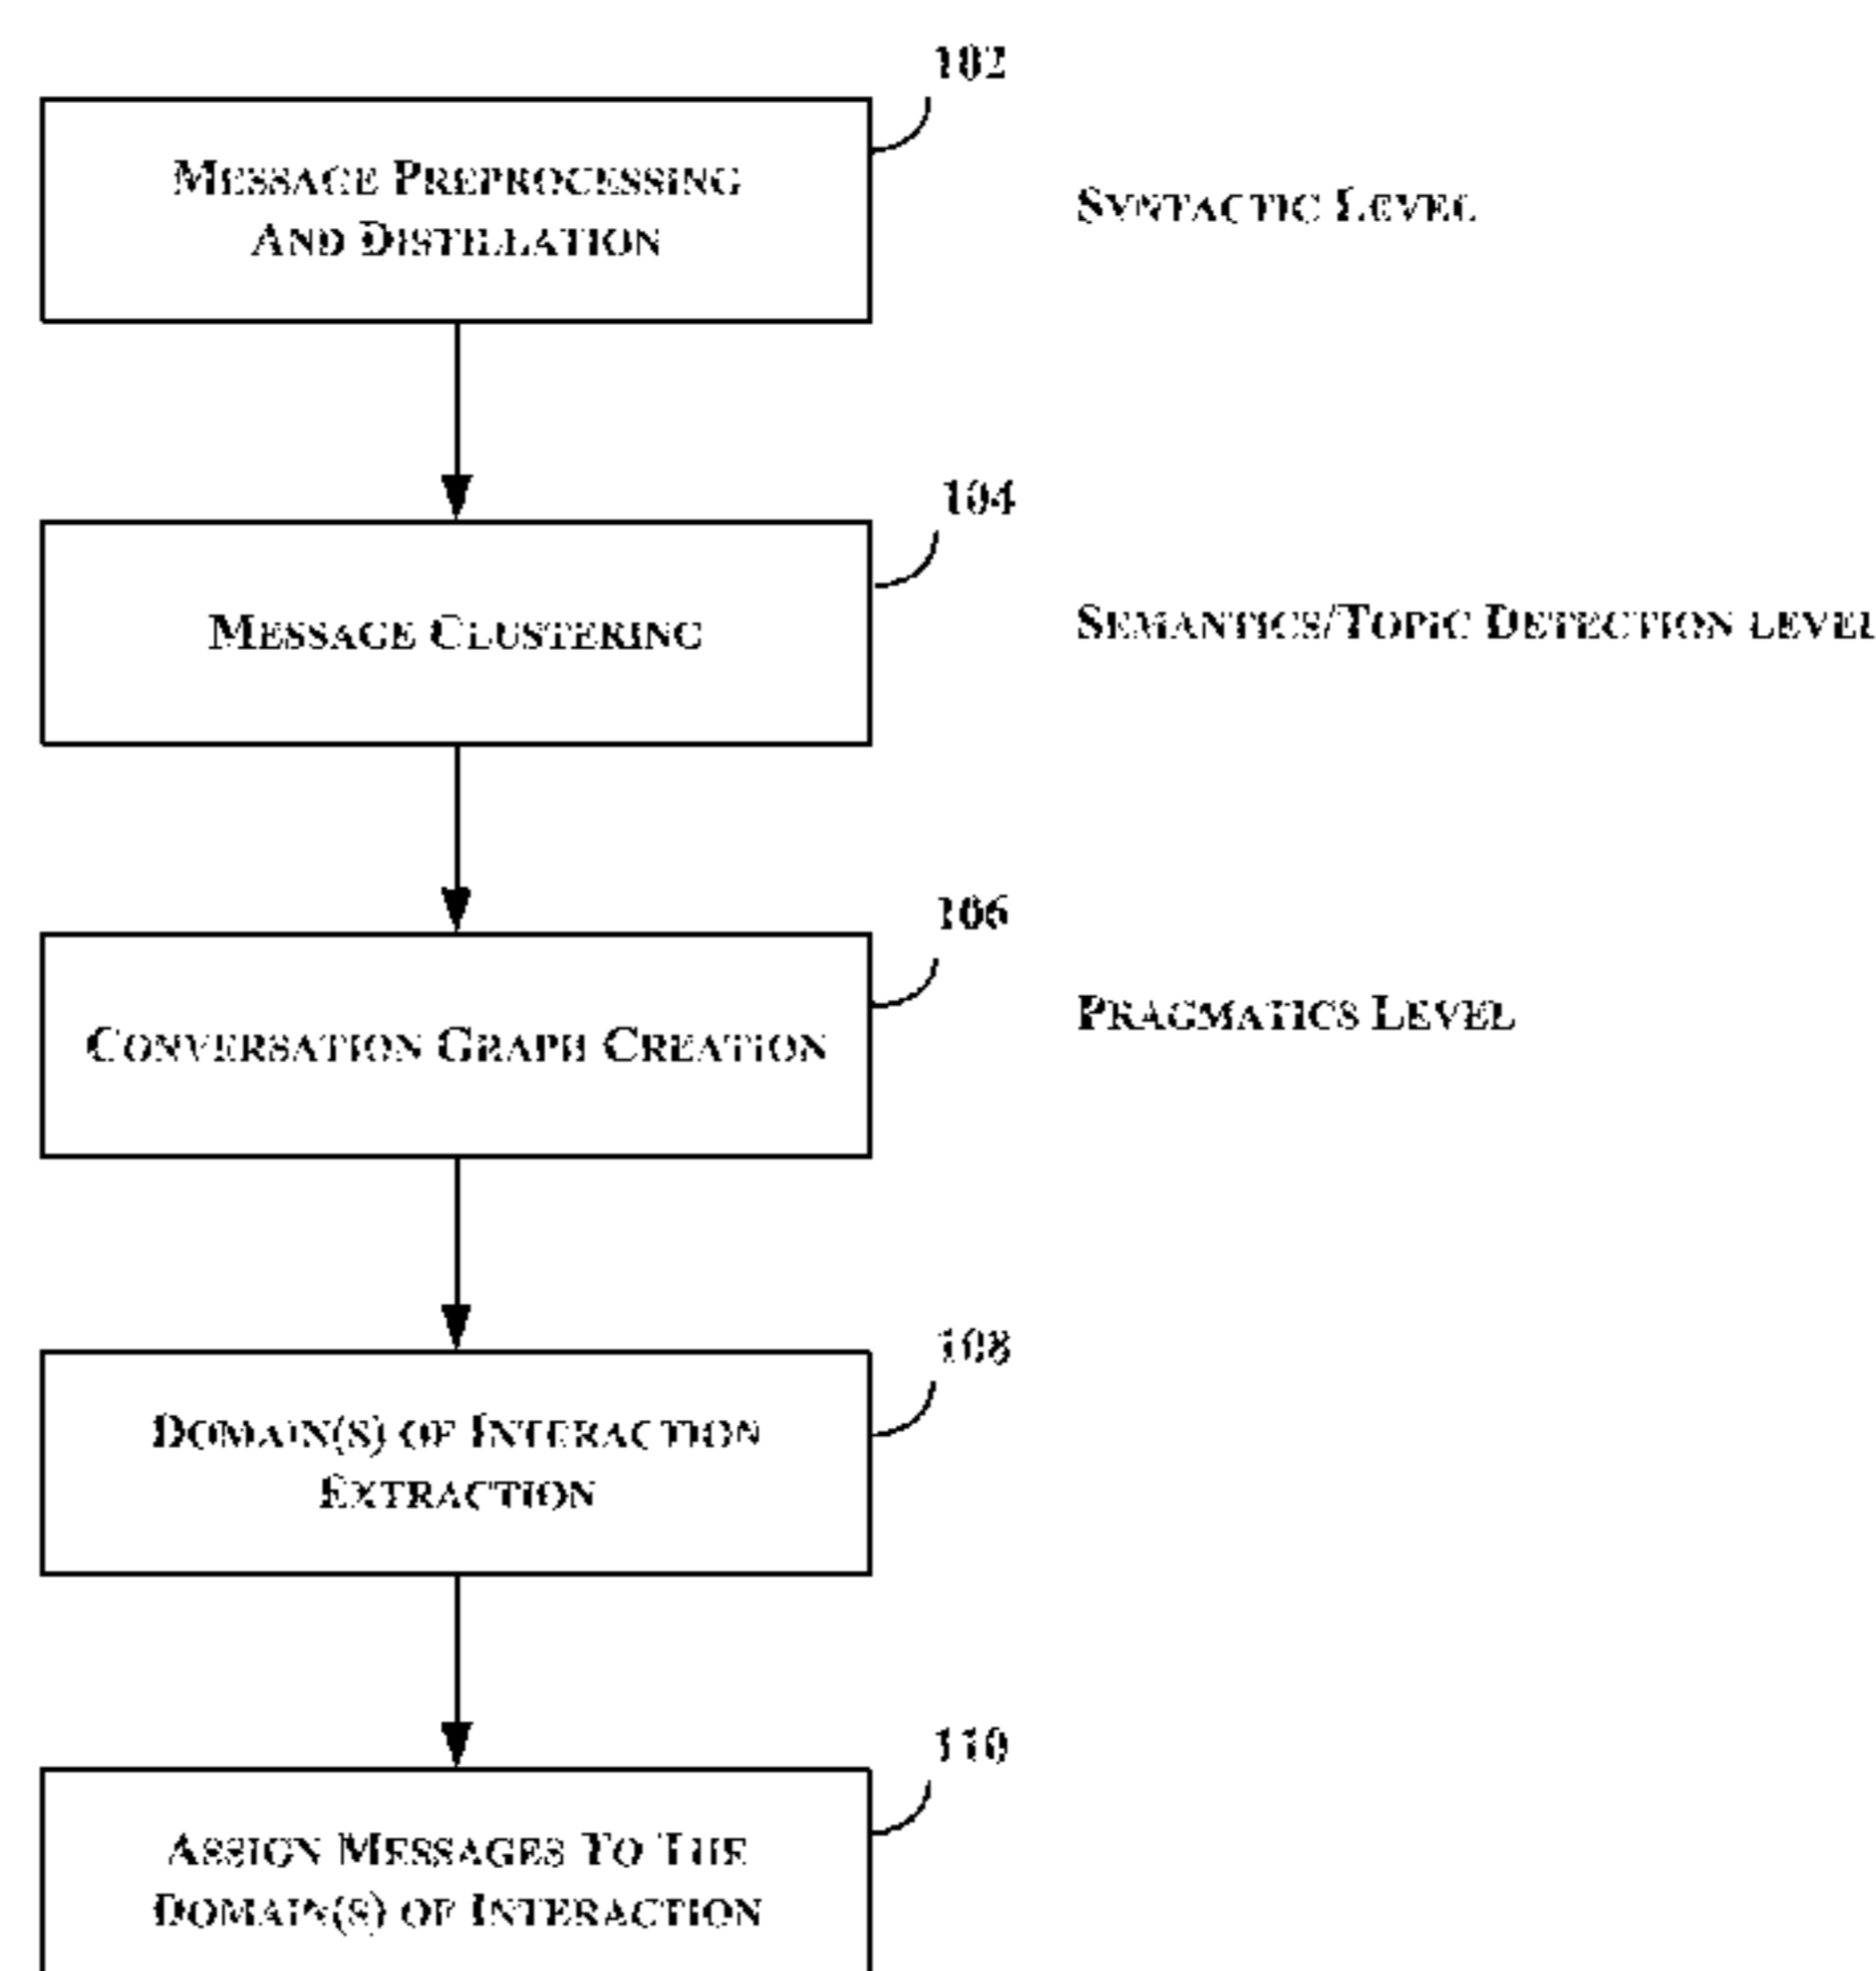 102
MESSAGE PREPROCESSING
AND DISTILLATION
SYNTACTIC LEVEL
104
MESSAGE CLUSTERING
SEMANTICS/TOPIC DETECTION LEVEL
106
CONVERSATION GRAPH CREATION
PRAGMATICS LEVEL
108
DOMAIN(S) OF INTERACTION
EXTRACTION
110
ASSIGN MESSAGES TO THE
DOMAIN(S) OF INTERACTION